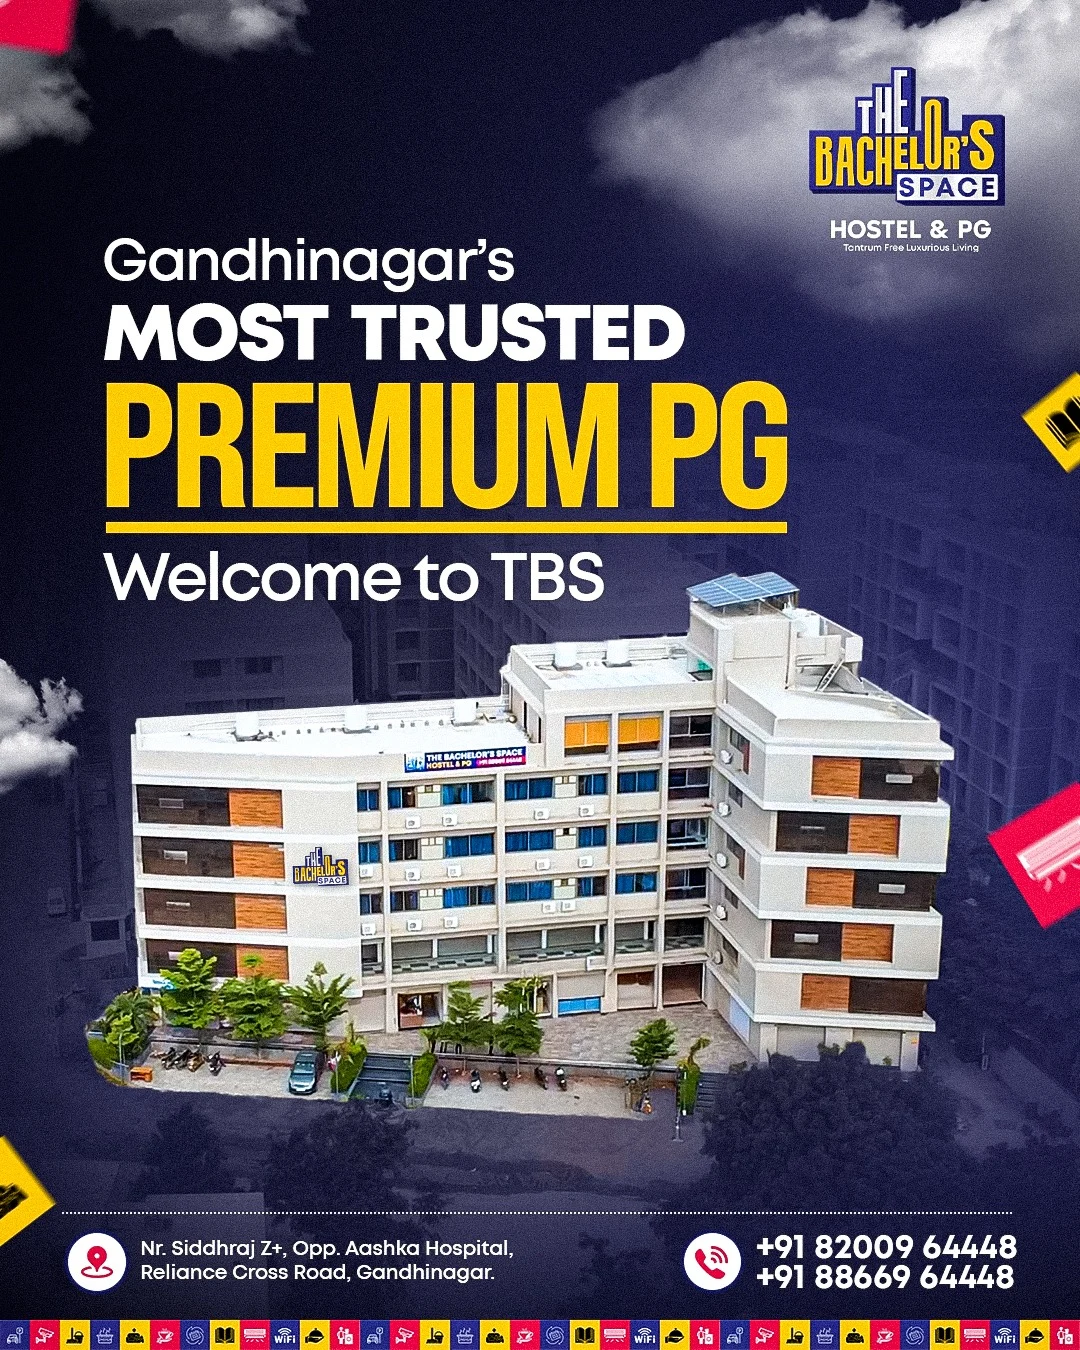 THE
BACHELOR'S
SPACE
HOSTEL & PG
Tantrum Free Luxurious Living
Gandhinagar's
MOST TRUSTED
PREMIUM PG
Welcome to TBS
THE BACHELOR'S SPACE
HOSTEL & PG
THE
BACHELOR'S
SPACE
Nr. Siddhraj Z+, Opp. Aashka Hospital,
Reliance Cross Road, Gandhinagar.
+91 82009 64448
+91 88669 64448
WiFi
WiFi
WiFi